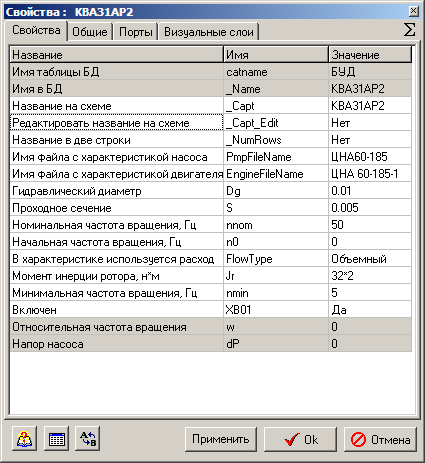 Свойства : KBA31AP2
Свойства Общие Порты Визуальные слои Σ
Название Имя Значение
Имя таблицы БД catname БУД
Имя в БД _Name KBA31AP2
Название на схеме _Capt KBA31AP2
Редактировать название на схеме _Capt_Edit Нет
Название в две строки _NumRows Нет
Имя файла с характеристикой насоса PmpFileName ЦНА60-185
Имя файла с характеристикой двигателя EngineFileName ЦНА 60-185-1
Гидравлический диаметр Dg 0.01
Проходное сечение S 0.005
Номинальная частота вращения, Гц nnom 50
Начальная частота вращения, Гц n0 0
В характеристике используется расход FlowType Объемный
Момент инерции ротора, н*м Jr 32*2
Минимальная частота вращения, Гц nmin 5
Включен XB01 Да
Относительная частота вращения w 0
Напор насоса dP 0
Применить Ok Отмена